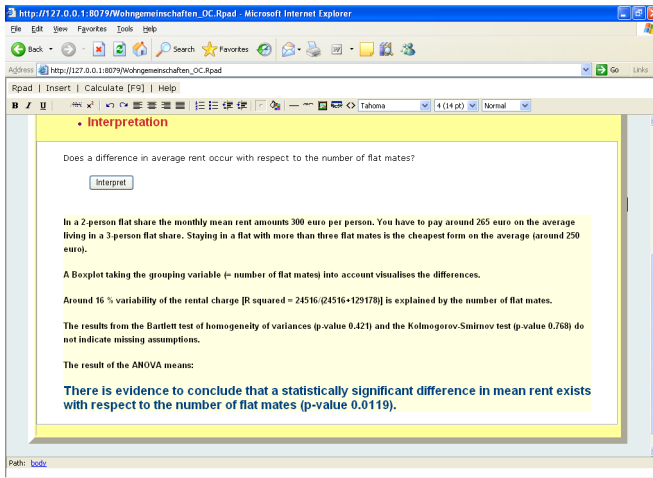 http://127.0.0.1:8079/Wohngemeinschaften_OC.Rpad - Microsoft Internet Explorer
File Edit View Favorites Tools Help
Back Search Favorites
Address http://127.0.0.1:8079/Wohngemeinschaften_OC.Rpad Go Links
Rpad | Insert | Calculate [F9] | Help
B I U Tahoma 4 (14 pt) Normal
• Interpretation
Does a difference in average rent occur with respect to the number of flat mates?
Interpret
In a 2-person flat share the monthly mean rent amounts 300 euro per person. You have to pay around 265 euro on the average
living in a 3-person flat share. Staying in a flat with more than three flat mates is the cheapest form on the average (around 250
euro).
A Boxplot taking the grouping variable (= number of flat mates) into account visualises the differences.
Around 16 % variability of the rental charge [R squared = 24516/(24516+129178)] is explained by the number of flat mates.
The results from the Bartlett test of homogeneity of variances (p-value 0.421) and the Kolmogorov-Smirnov test (p-value 0.768) do
not indicate missing assumptions.
The result of the ANOVA means:
There is evidence to conclude that a statistically significant difference in mean rent exists
with respect to the number of flat mates (p-value 0.0119).
Path: body